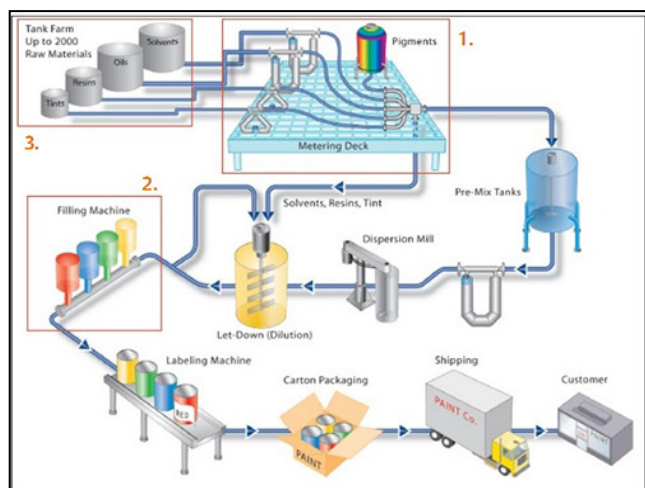 Tank Farm
Up to 2000
Raw Materials
Solvents
Oils
Resins
Tints
3.
Pigments
1.
Metering Deck
Solvents, Resins, Tint
Pre-Mix Tanks
2.
Filling Machine
Dispersion Mill
Let-Down (Dilution)
Labeling Machine
RED
Carton Packaging
PAINT
Shipping
PAINT Co.
Customer
PAINT